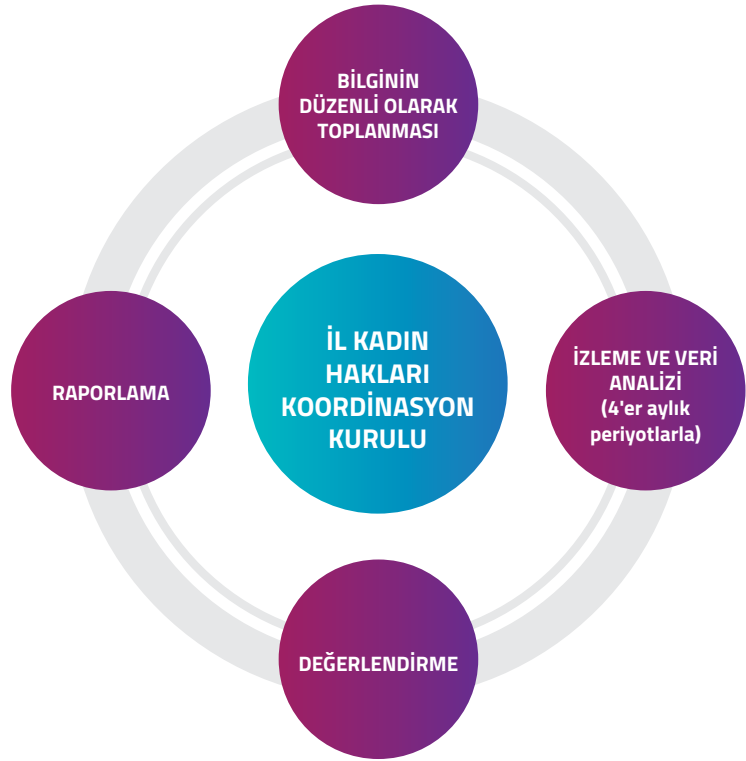 BİLGİNİN
DÜZENLİ OLARAK
TOPLANMASI
İL KADIN
HAKLARI
KOORDİNASYON
KURULU
İZLEME VE VERİ
ANALİZİ
(4'er aylık
periyotlarla)
RAPORLAMA
DEĞERLENDİRME